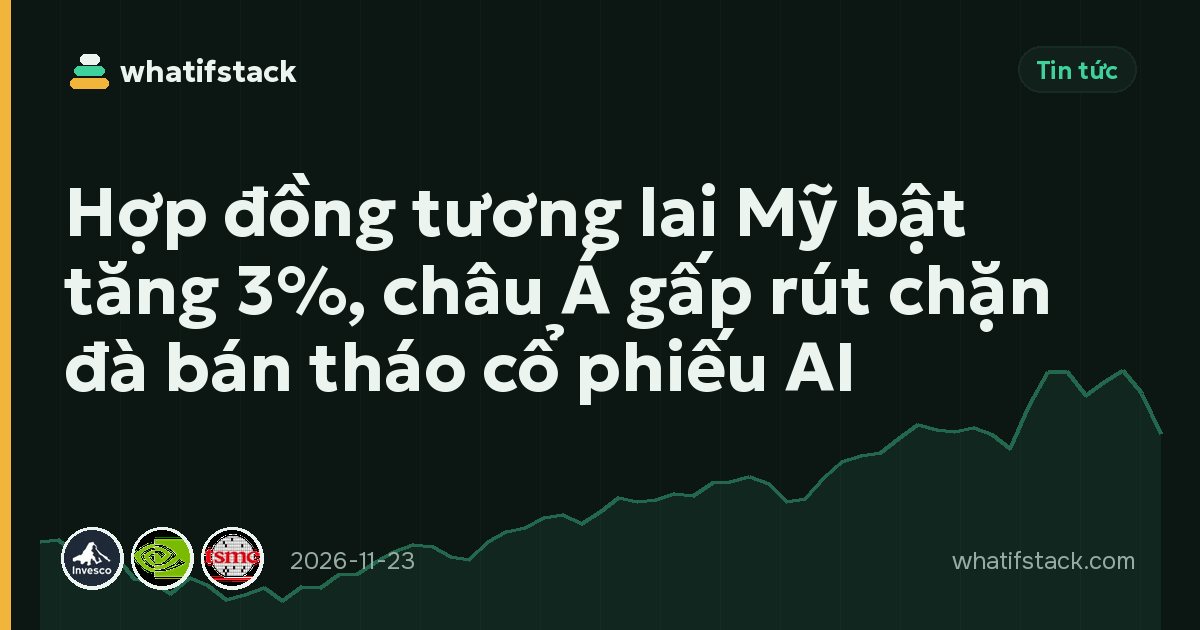 whatifstack
Tin tức
Hợp đồng tương lai Mỹ bật
tăng 3%, châu Á gấp rút chặn
đà bán tháo cổ phiếu AI
Invesco
tsmc
2026-11-23
whatifstack.com